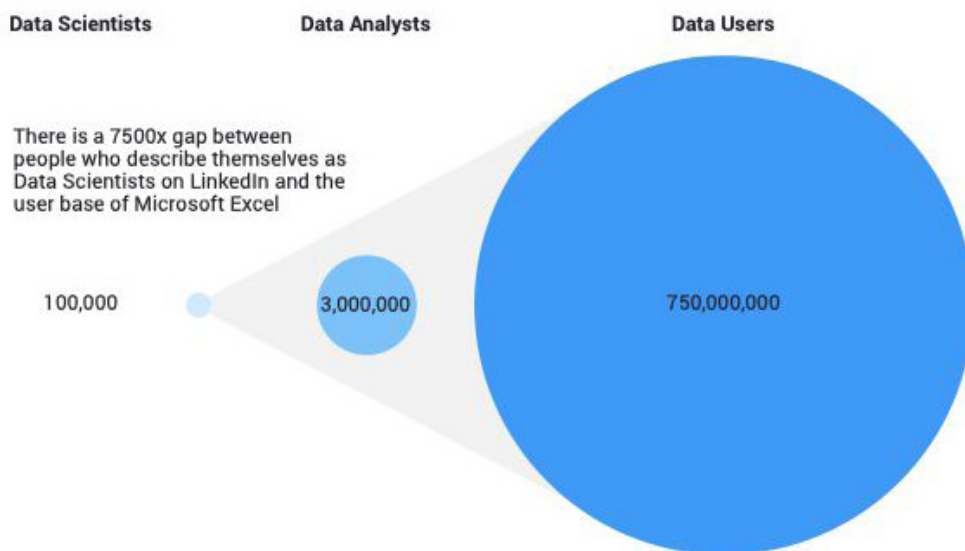 Data Scientists
Data Analysts
Data Users
There is a 7500x gap between
people who describe themselves as
Data Scientists on LinkedIn and the
user base of Microsoft Excel
100,000
3,000,000
750,000,000